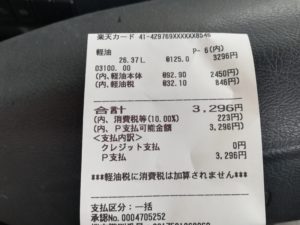 楽天カード 41-429769XXXXXX8546
軽油 P- 6(内)
26.37L @125.0 3296円
03100. 00
(内、軽油本体 @92.90 2450円)
(内、軽油税 @32.10 846円)
合計 3,296円
(内、消費税等(10.00%) 223円)
(内、P支払可能金額 3,296円)
<支払内訳>
クレジット支払 0円
P支払 3,296円
***軽油税に消費税は加算されません***
支払区分：一括
承認No.0004705252